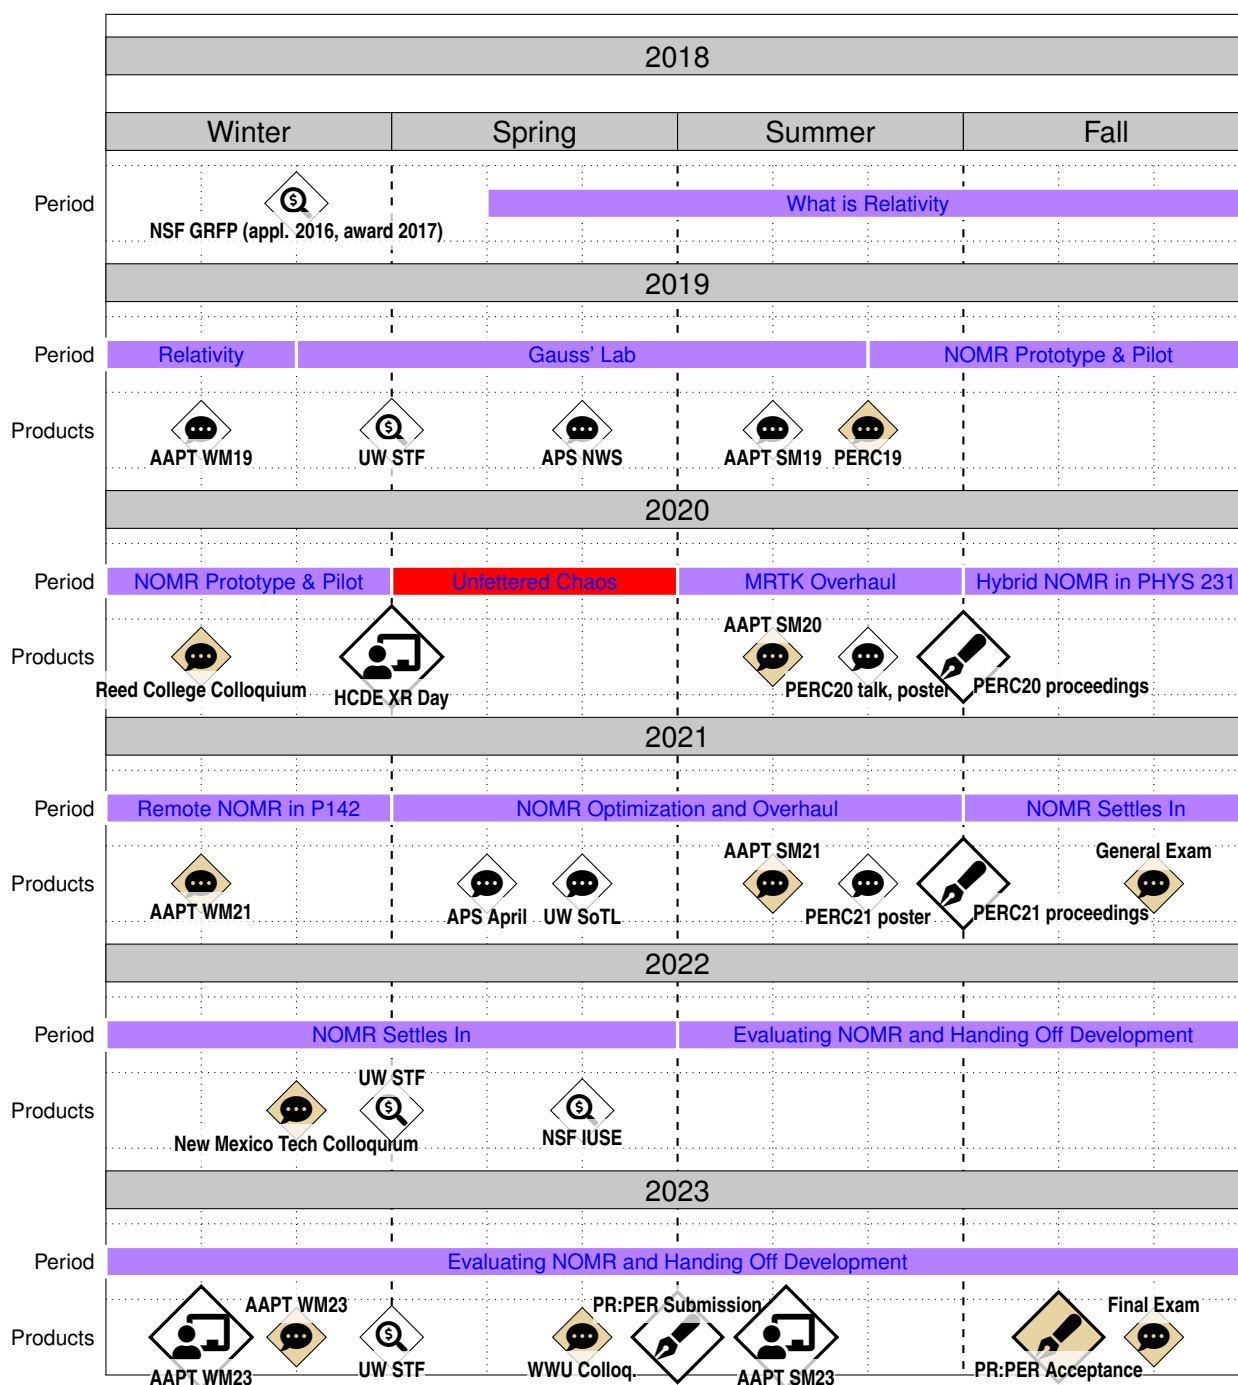 2018
Winter Spring Summer Fall
Period
What is Relativity
NSF GRFP (appl. 2016, award 2017)
2019
Period
Relativity
Gauss' Lab
NOMR Prototype & Pilot
Products
AAPT WM19
UW STF
APS NWS
AAPT SM19
PERC19
2020
Period
NOMR Prototype & Pilot
Unfettered Chaos
MRTK Overhaul
Hybrid NOMR in PHYS 231
Products
Reed College Colloquium
HCDE XR Day
AAPT SM20
PERC20 talk, poster
PERC20 proceedings
2021
Period
Remote NOMR in P142
NOMR Optimization and Overhaul
NOMR Settles In
Products
AAPT WM21
APS April
UW SoTL
AAPT SM21
PERC21 poster
PERC21 proceedings
General Exam
2022
Period
NOMR Settles In
Evaluating NOMR and Handing Off Development
Products
New Mexico Tech Colloquium
UW STF
NSF IUSE
2023
Period
Evaluating NOMR and Handing Off Development
Products
AAPT WM23
AAPT WM23
UW STF
WWU Colloq.
PR:PER Submission
AAPT SM23
PR:PER Acceptance
Final Exam